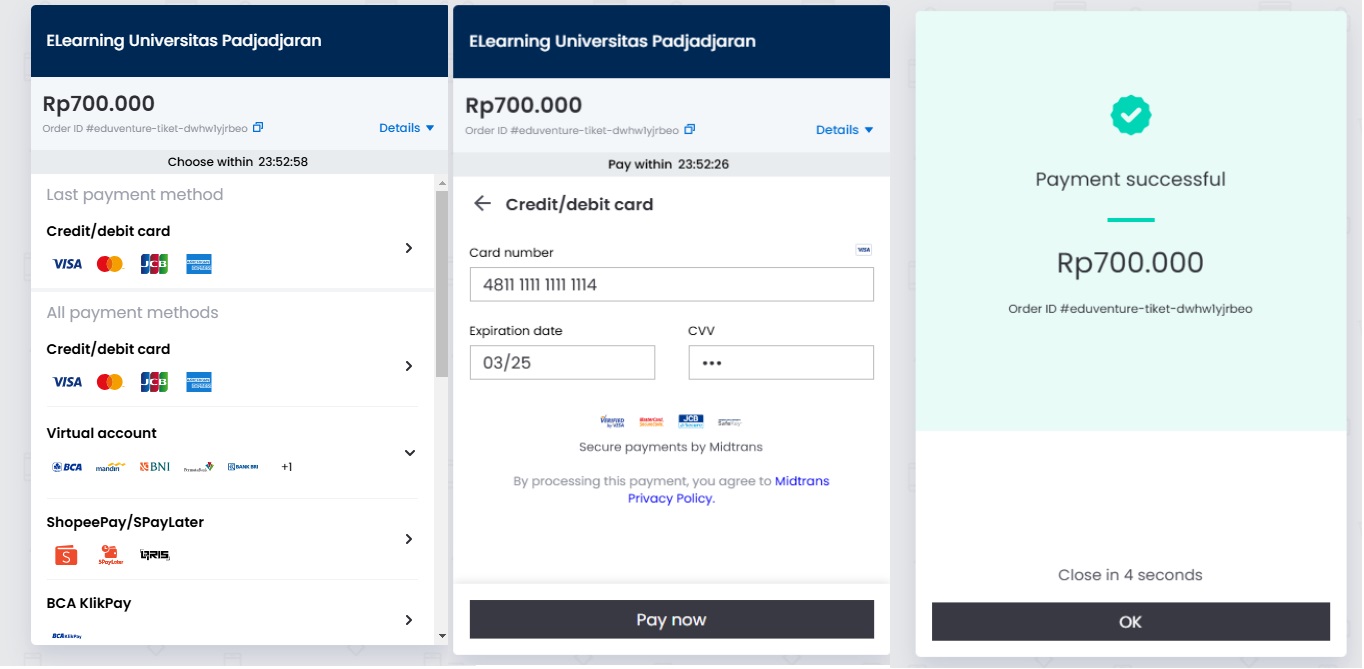 ELearning Universitas Padjadjaran
Rp700.000
Order ID #eduventure-tiket-dwhw1yjrbeo
Details
Choose within 23:52:58
Last payment method
Credit/debit card
VISA JCB
All payment methods
Credit/debit card
VISA JCB
Virtual account
BCA mandiri BNI PermataBank BANK BRI +1
ShopeePay/SPayLater
S SPayLater QRIS
BCA KlikPay
BCA KlikPay
ELearning Universitas Padjadjaran
Rp700.000
Order ID #eduventure-tiket-dwhw1yjrbeo
Details
Pay within 23:52:26
Credit/debit card
Card number
VISA
4811 1111 1111 1114
Expiration date CVV
03/25 •••
Verified by VISA MasterCard JCB SafeKey
Secure payments by Midtrans
By processing this payment, you agree to Midtrans
Privacy Policy.
Pay now
Payment successful
Rp700.000
Order ID #eduventure-tiket-dwhw1yjrbeo
Close in 4 seconds
OK